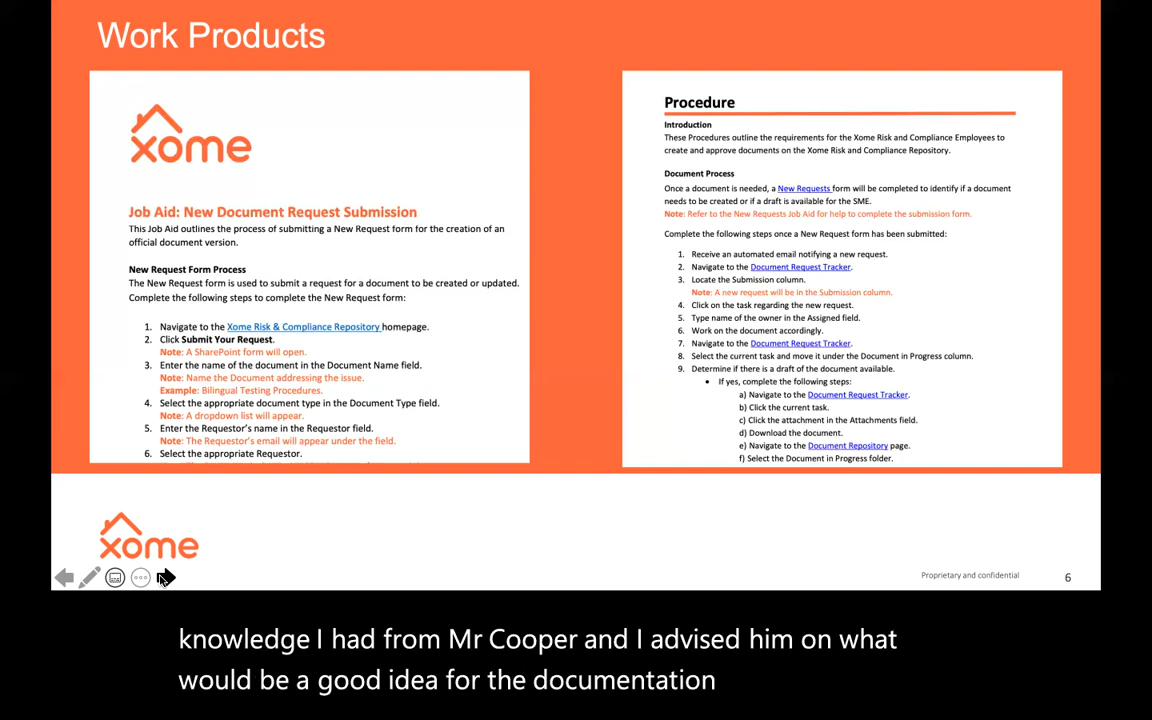 Work Products
xome
Job Aid: New Document Request Submission
This Job Aid outlines the process of submitting a New Request form for the creation of an
official document version.
New Request Form Process
The New Request form is used to submit a request for a document to be created or updated.
Complete the following steps to complete the New Request form:
1. Navigate to the Xome Risk & Compliance Repository homepage.
2. Click Submit Your Request.
Note: A SharePoint form will open.
3. Enter the name of the document in the Document Name field.
Note: Name the Document addressing the issue.
Example: Bilingual Testing Procedures.
4. Select the appropriate document type in the Document Type field.
Note: A dropdown list will appear.
5. Enter the Requestor's name in the Requestor field.
Note: The Requestor's email will appear under the field.
6. Select the appropriate Requestor.
Procedure
Introduction
These Procedures outline the requirements for the Xome Risk and Compliance Employees to
create and approve documents on the Xome Risk and Compliance Repository.
Document Process
Once a document is needed, a New Requests form will be completed to identify if a document
needs to be created or if a draft is available for the SME.
Note: Refer to the New Requests Job Aid for help to complete the submission form.
Complete the following steps once a New Request form has been submitted:
1. Receive an automated email notifying a new request.
2. Navigate to the Document Request Tracker.
3. Locate the Submission column.
Note: A new request will be in the Submission column.
4. Click on the task regarding the new request.
5. Type name of the owner in the Assigned field.
6. Work on the document accordingly.
7. Navigate to the Document Request Tracker.
8. Select the current task and move it under the Document in Progress column.
9. Determine if there is a draft of the document available.
• If yes, complete the following steps:
a) Navigate to the Document Request Tracker.
b) Click the current task.
c) Click the attachment in the Attachments field.
d) Download the document.
e) Navigate to the Document Repository page.
f) Select the Document in Progress folder.
xome
Proprietary and confidential
6
knowledge I had from Mr Cooper and I advised him on what
would be a good idea for the documentation